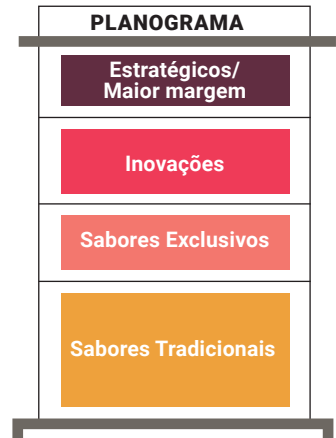 PLANOGRAMA
Estratégicos/
Maior margem
Inovações
Sabores Exclusivos
Sabores Tradicionais